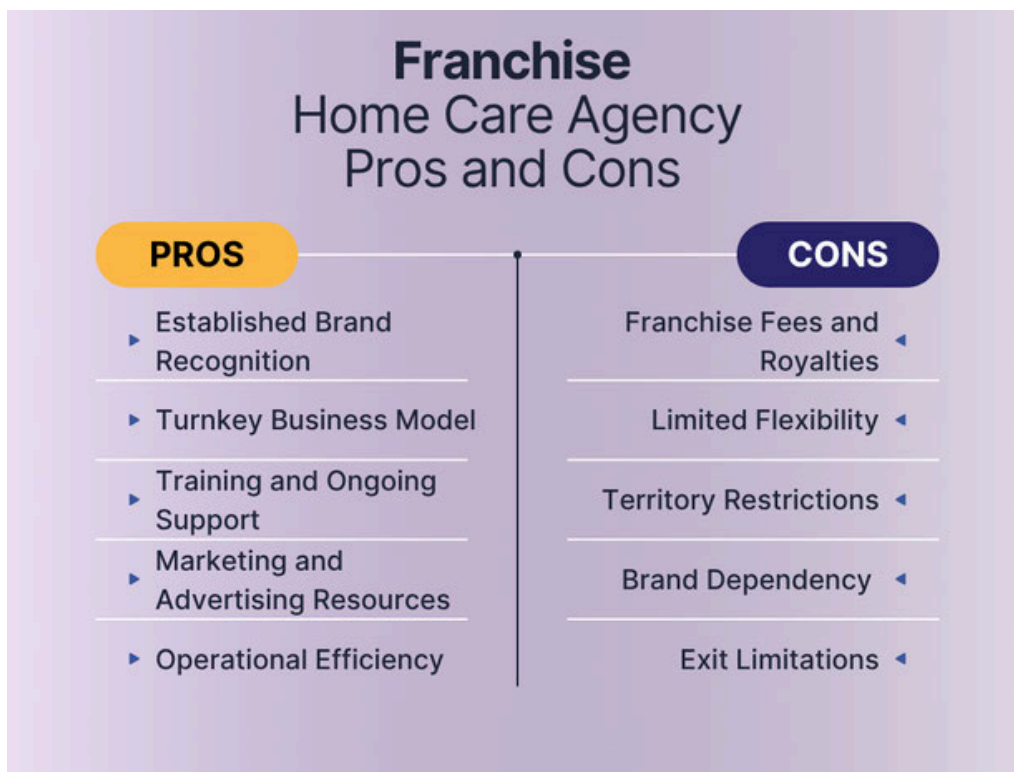 Franchise
Home Care Agency
Pros and Cons
PROS
Established Brand
Recognition
Turnkey Business Model
Training and Ongoing
Support
Marketing and
Advertising Resources
Operational Efficiency
CONS
Franchise Fees and
Royalties
Limited Flexibility
Territory Restrictions
Brand Dependency
Exit Limitations